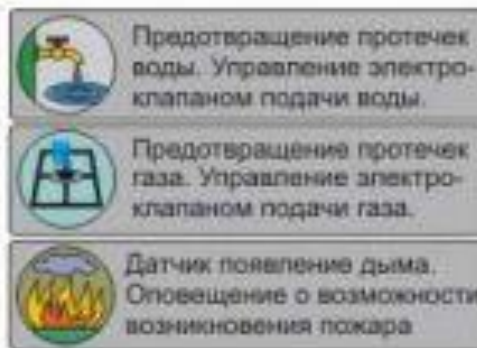 Предотвращение протечек
воды. Управление электро-
клапаном подачи воды.
Предотвращение протечек
газа. Управление электро-
клапаном подачи газа.
Датчик появление дыма.
Оповещение о возможности
возникновения пожара